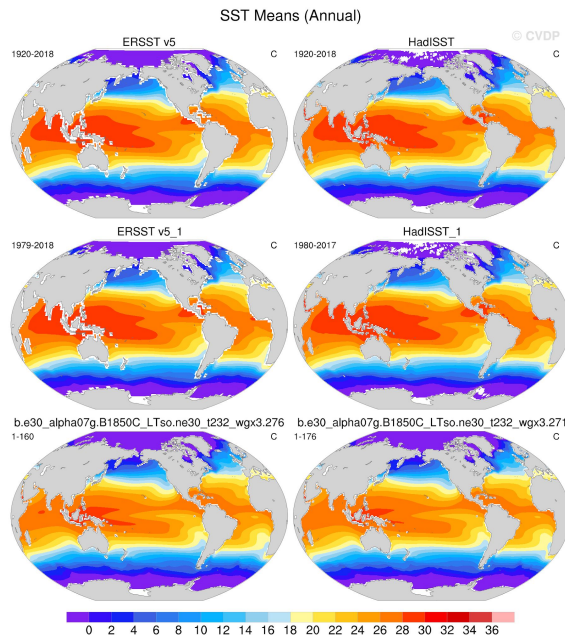 SST Means (Annual)
© CVDP
ERSST v5
1920-2018
C
HadISST
1920-2018
C
ERSST v5_1
1979-2018
C
HadISST_1
1980-2017
C
b.e30_alpha07g.B1850C_LTso.ne30_t232_wgx3.276
1-160
C
b.e30_alpha07g.B1850C_LTso.ne30_t232_wgx3.271
1-176
C
0 2 4 6 8 10 12 14 16 18 20 22 24 26 28 30 32 34 36